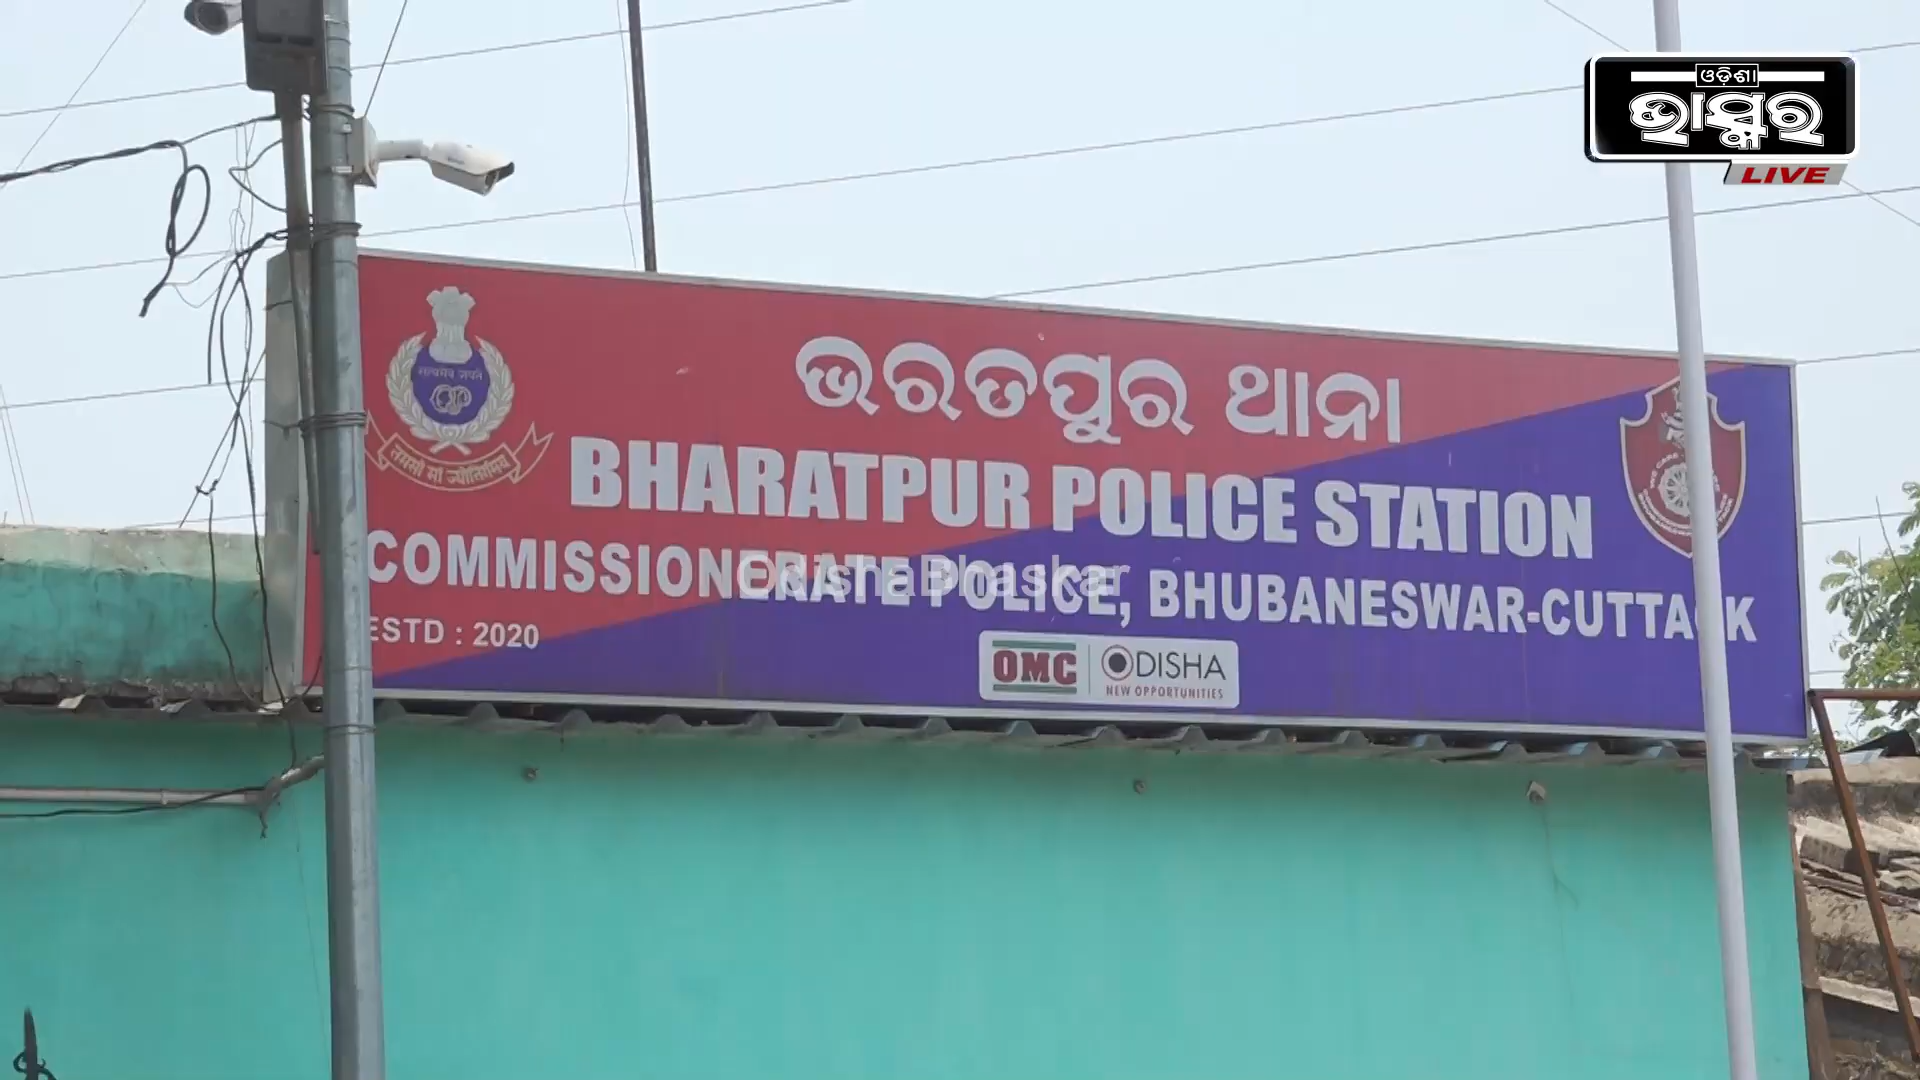 ଓଡ଼ିଶା
ଭାସ୍କର
LIVE
ଭରତପୁର ଥାନା
BHARATPUR POLICE STATION
COMMISSIONERATE POLICE, BHUBANESWAR-CUTTACK
ESTD : 2020
OMC
ODISHA
NEW OPPORTUNITIES
OdishaBhaskar